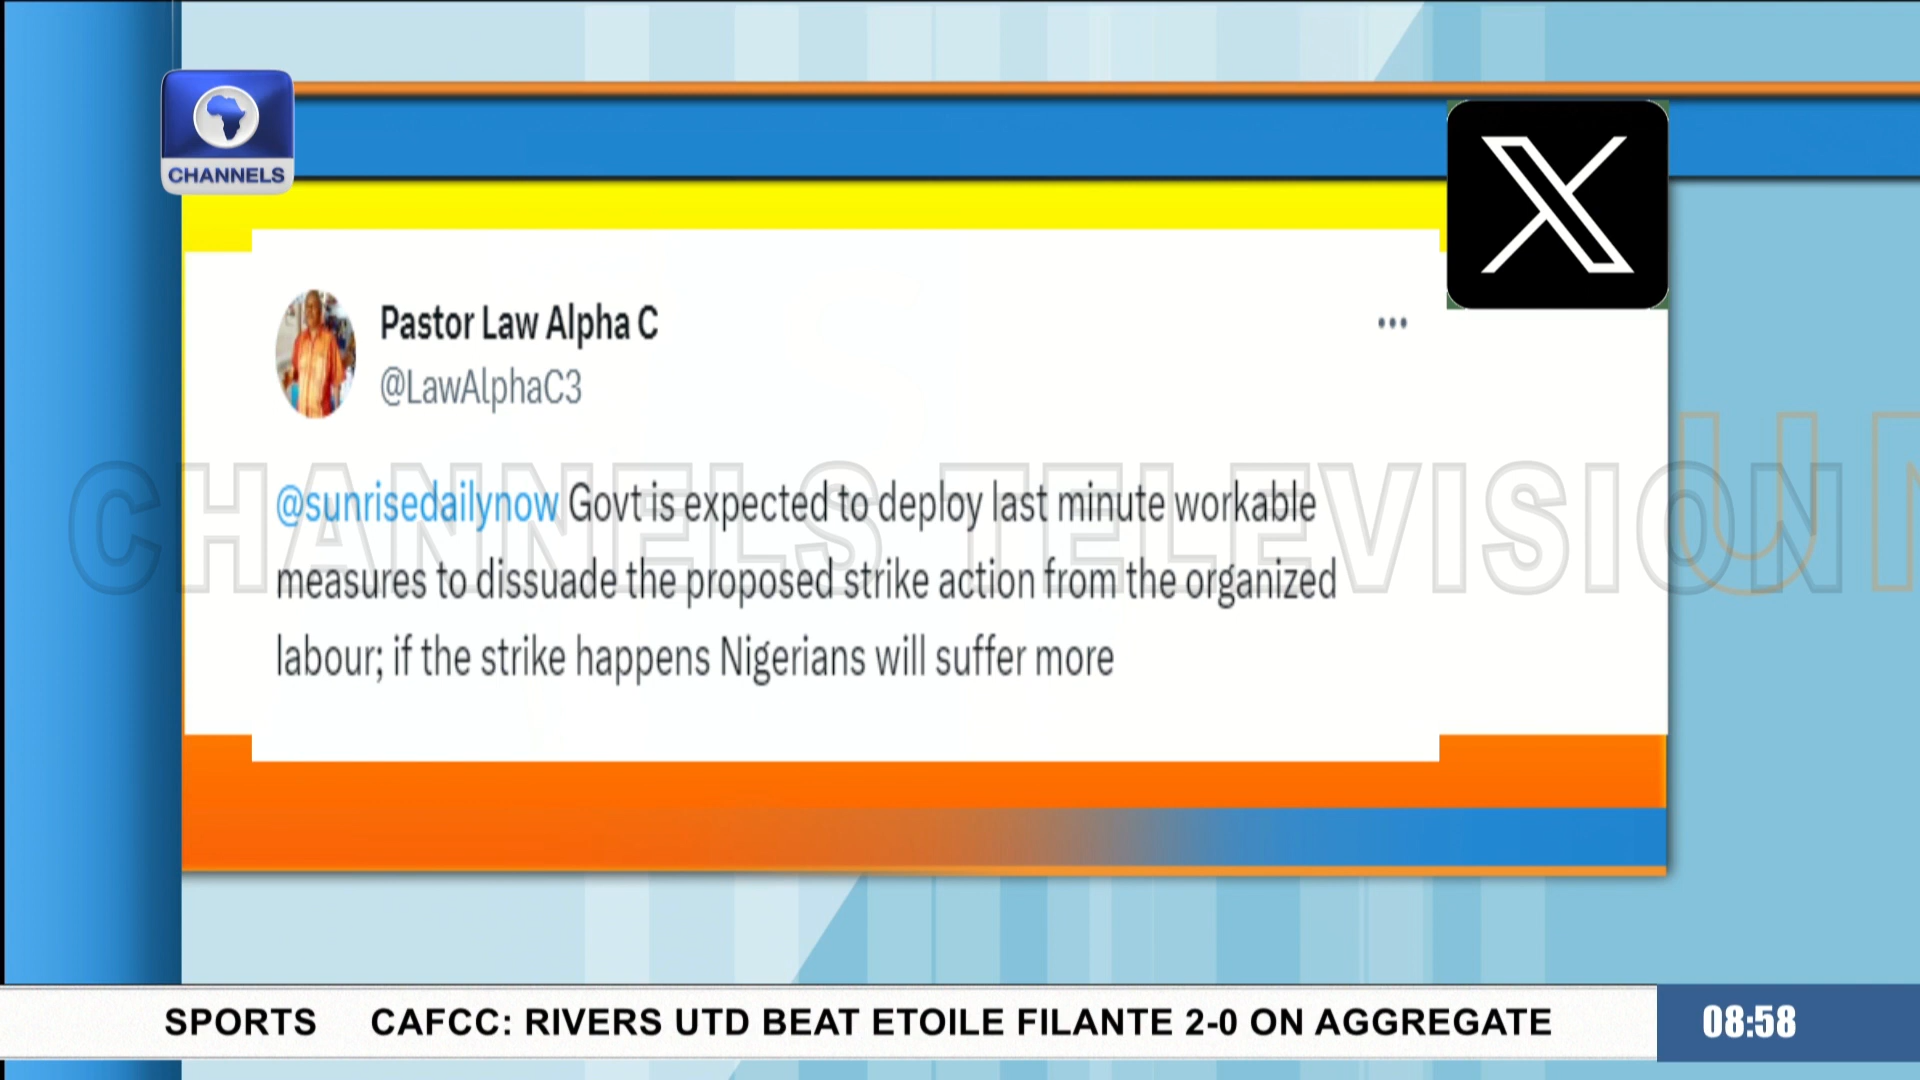 CHANNELS
X
Pastor Law Alpha C
@LawAlphaC3
@sunrisedailynow Govt is expected to deploy last minute workable
measures to dissuade the proposed strike action from the organized
labour; if the strike happens Nigerians will suffer more
CHANNELS TELEVISION
SPORTS CAFCC: RIVERS UTD BEAT ETOILE FILANTE 2-0 ON AGGREGATE
08:58